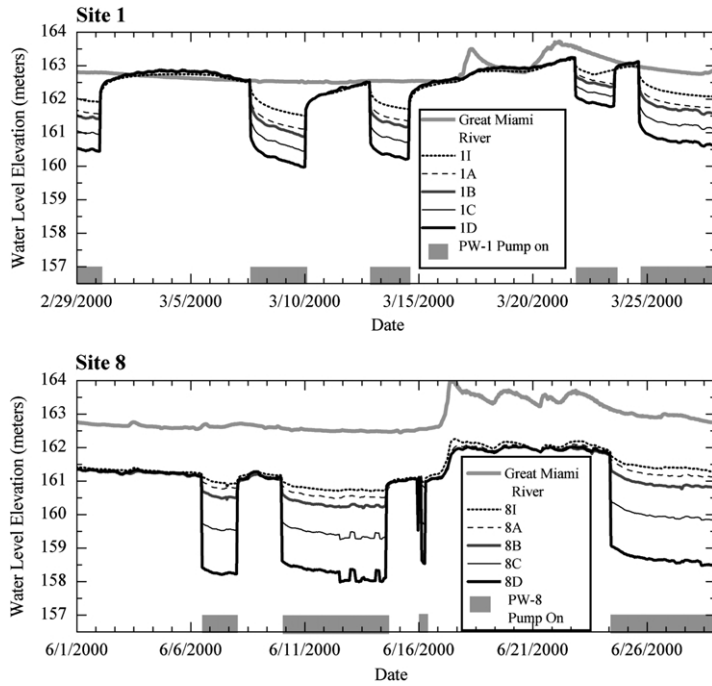 Site 1
164
163
162
161
160
159
158
157
Water Level Elevation (meters)
Great Miami
River
1I
1A
1B
1C
1D
PW-1 Pump on
2/29/2000 3/5/2000 3/10/2000 3/15/2000 3/20/2000 3/25/2000
Date
Site 8
164
163
162
161
160
159
158
157
Water Level Elevation (meters)
Great Miami
River
8I
8A
8B
8C
8D
PW-8
Pump On
6/1/2000 6/6/2000 6/11/2000 6/16/2000 6/21/2000 6/26/2000
Date